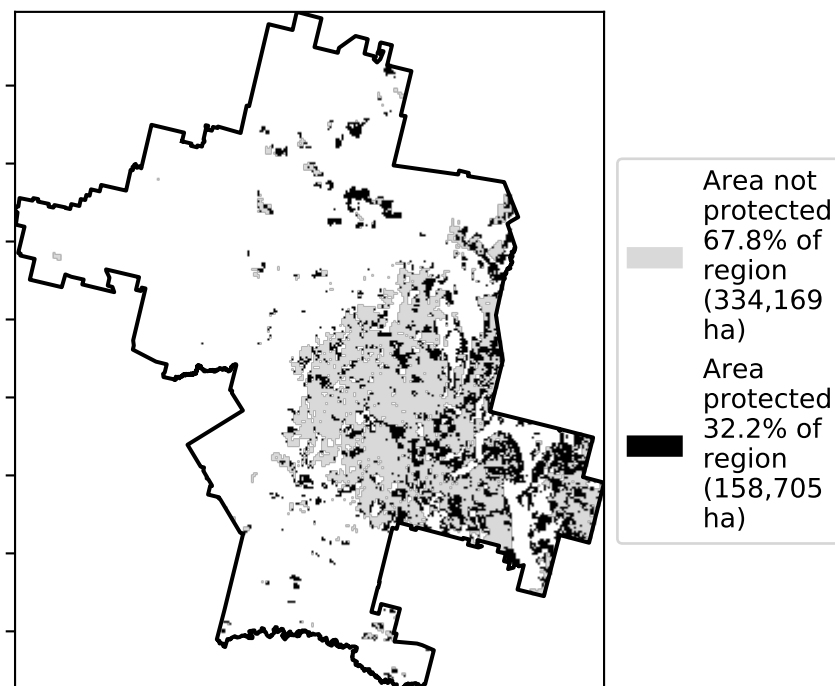 Area not
protected
67.8% of
region
(334,169
ha)
Area
protected
32.2% of
region
(158,705
ha)